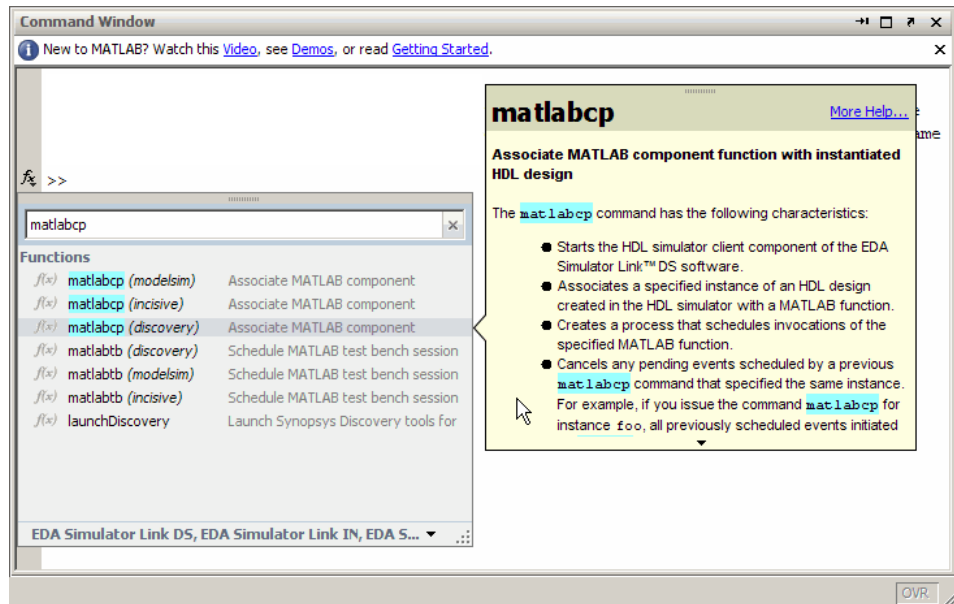 Command Window
New to MATLAB? Watch this Video, see Demos, or read Getting Started.
fx >>
matlabcp
Functions
f(x) matlabcp (modelsim) Associate MATLAB component
f(x) matlabcp (incisive) Associate MATLAB component
f(x) matlabcp (discovery) Associate MATLAB component
f(x) matlabtb (discovery) Schedule MATLAB test bench session
f(x) matlabtb (modelsim) Schedule MATLAB test bench session
f(x) matlabtb (incisive) Schedule MATLAB test bench session
f(x) launchDiscovery Launch Synopsys Discovery tools for
EDA Simulator Link DS, EDA Simulator Link IN, EDA S...
matlabcp More Help...
Associate MATLAB component function with instantiated
HDL design
The matlabcp command has the following characteristics:
● Starts the HDL simulator client component of the EDA
Simulator Link™ DS software.
● Associates a specified instance of an HDL design
created in the HDL simulator with a MATLAB function.
● Creates a process that schedules invocations of the
specified MATLAB function.
● Cancels any pending events scheduled by a previous
matlabcp command that specified the same instance.
For example, if you issue the command matlabcp for
instance foo, all previously scheduled events initiated
OVR